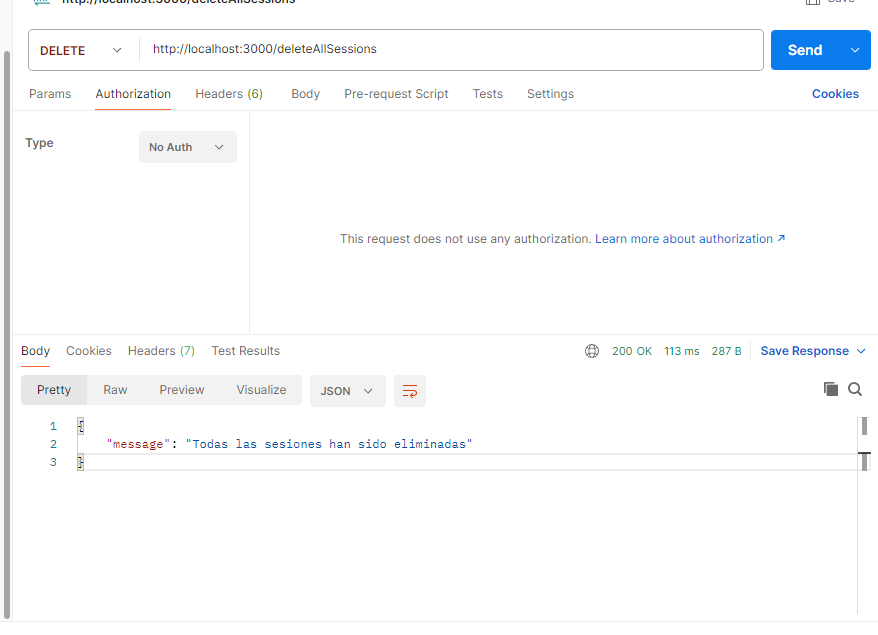 http://localhost:3000/deleteAllSessions Save
DELETE http://localhost:3000/deleteAllSessions Send
Params Authorization Headers (6) Body Pre-request Script Tests Settings Cookies
Type No Auth
This request does not use any authorization. Learn more about authorization ↗
Body Cookies Headers (7) Test Results 200 OK 113 ms 287 B Save Response
Pretty Raw Preview Visualize JSON
1 {
2 "message": "Todas las sesiones han sido eliminadas"
3 }